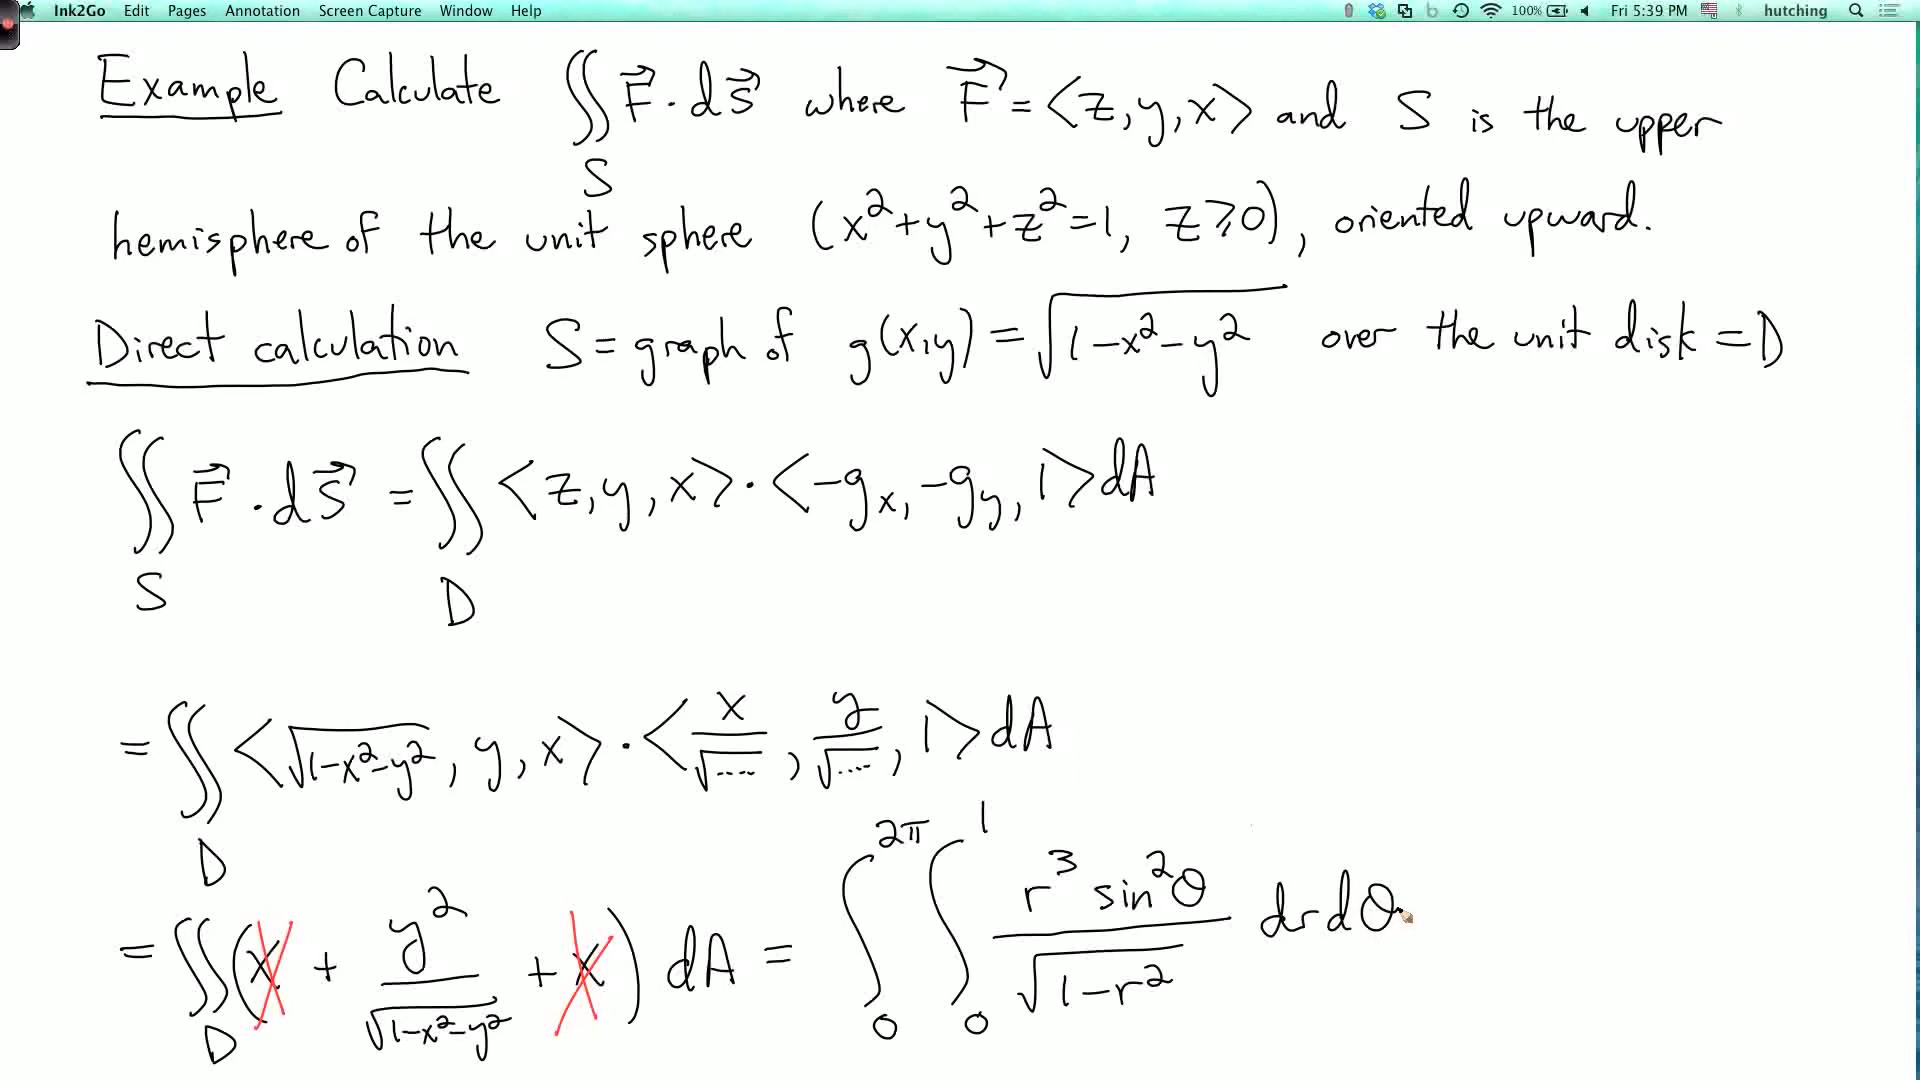 Ink2Go Edit Pages Annotation Screen Capture Window Help 100% Fri 5:39 PM hutching
Example Calculate ∬_S F⃗ · dS⃗ where F⃗ = <z, y, x> and S is the upper
hemisphere of the unit sphere (x² + y² + z² = 1, z ≥ 0), oriented upward.
Direct calculation S = graph of g(x,y) = √(1-x²-y²) over the unit disk = D
∬_S F⃗ · dS⃗ = ∬_D <z, y, x> · <-g_x, -g_y, 1> dA
= ∬_D <√(1-x²-y²), y, x> · <x/√(....), y/√(....), 1> dA
= ∬_D (x + y²/√(1-x²-y²) + x) dA = ∫_0^2π ∫_0^1 r³ sin²θ/√(1-r²) dr dθ